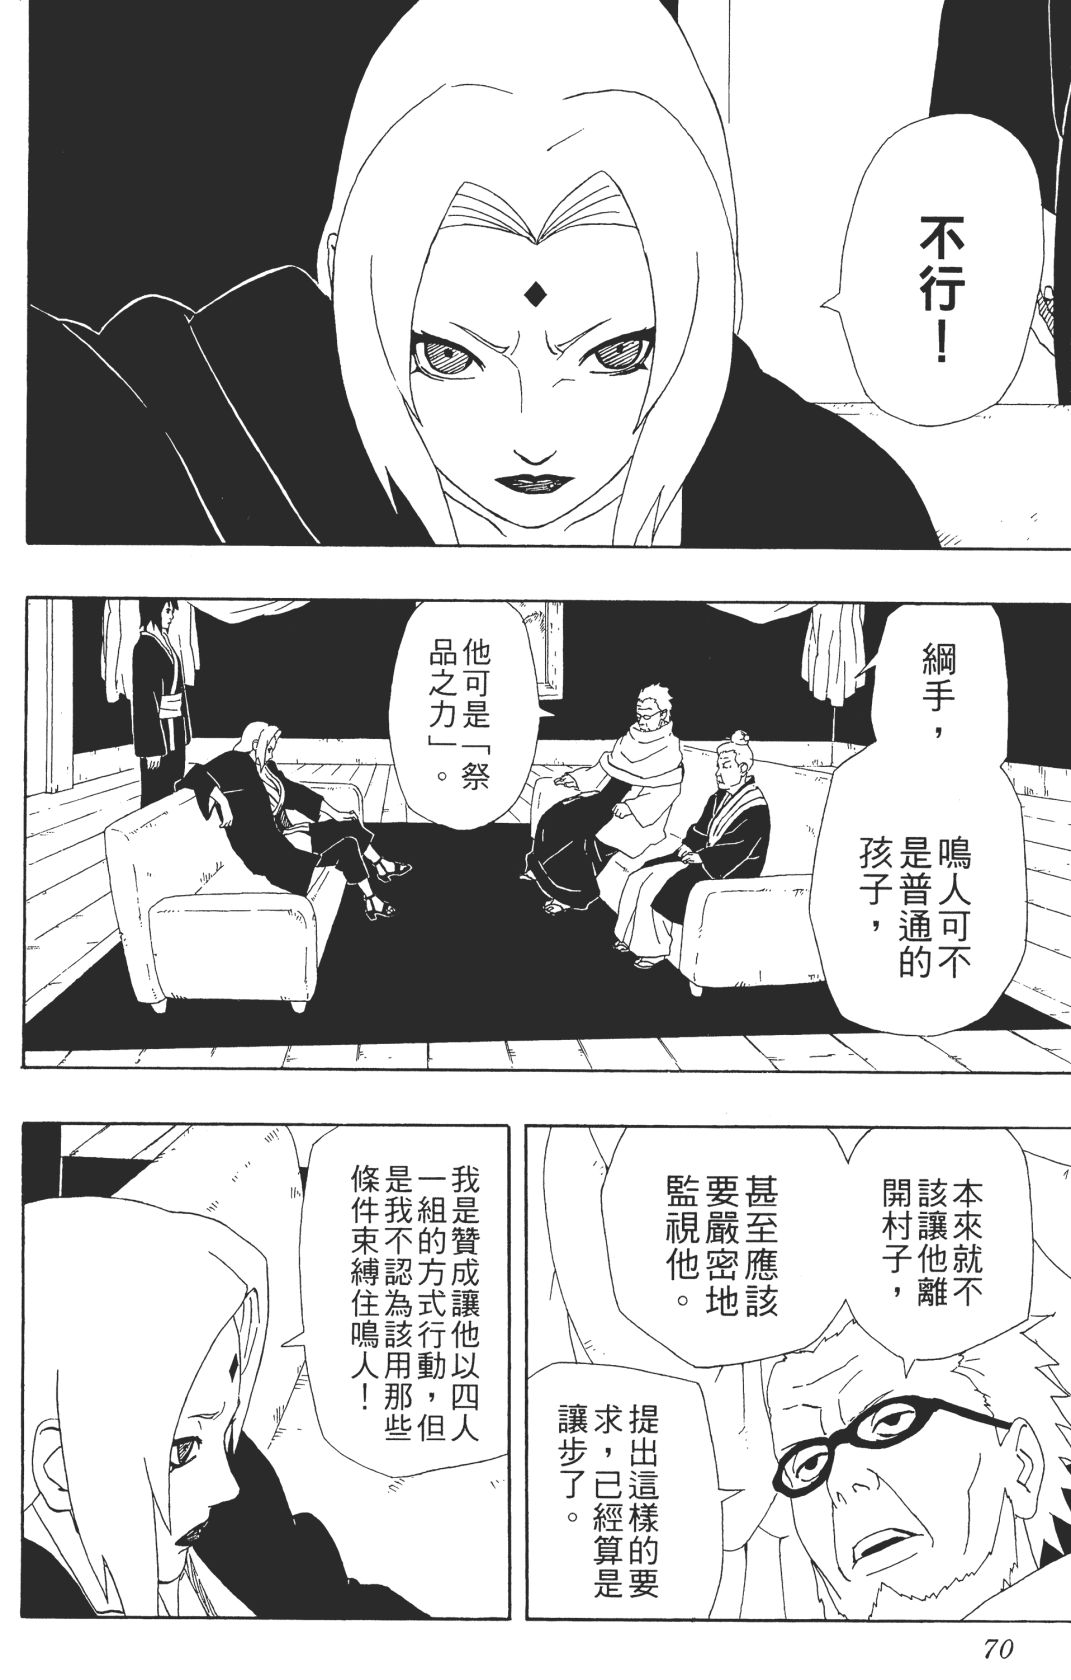 不行！
綱手，
鳴人可不
是普通的
孩子，
他可是「祭
品之力」。
本來就不
該讓他離
開村子，
甚至應該
要嚴密地
監視他。
提出這樣的要
求，已經算是
讓步了。
我是贊成讓他以四人
一組的方式行動，但
是我不認為該用那些
條件束縛住鳴人！
70